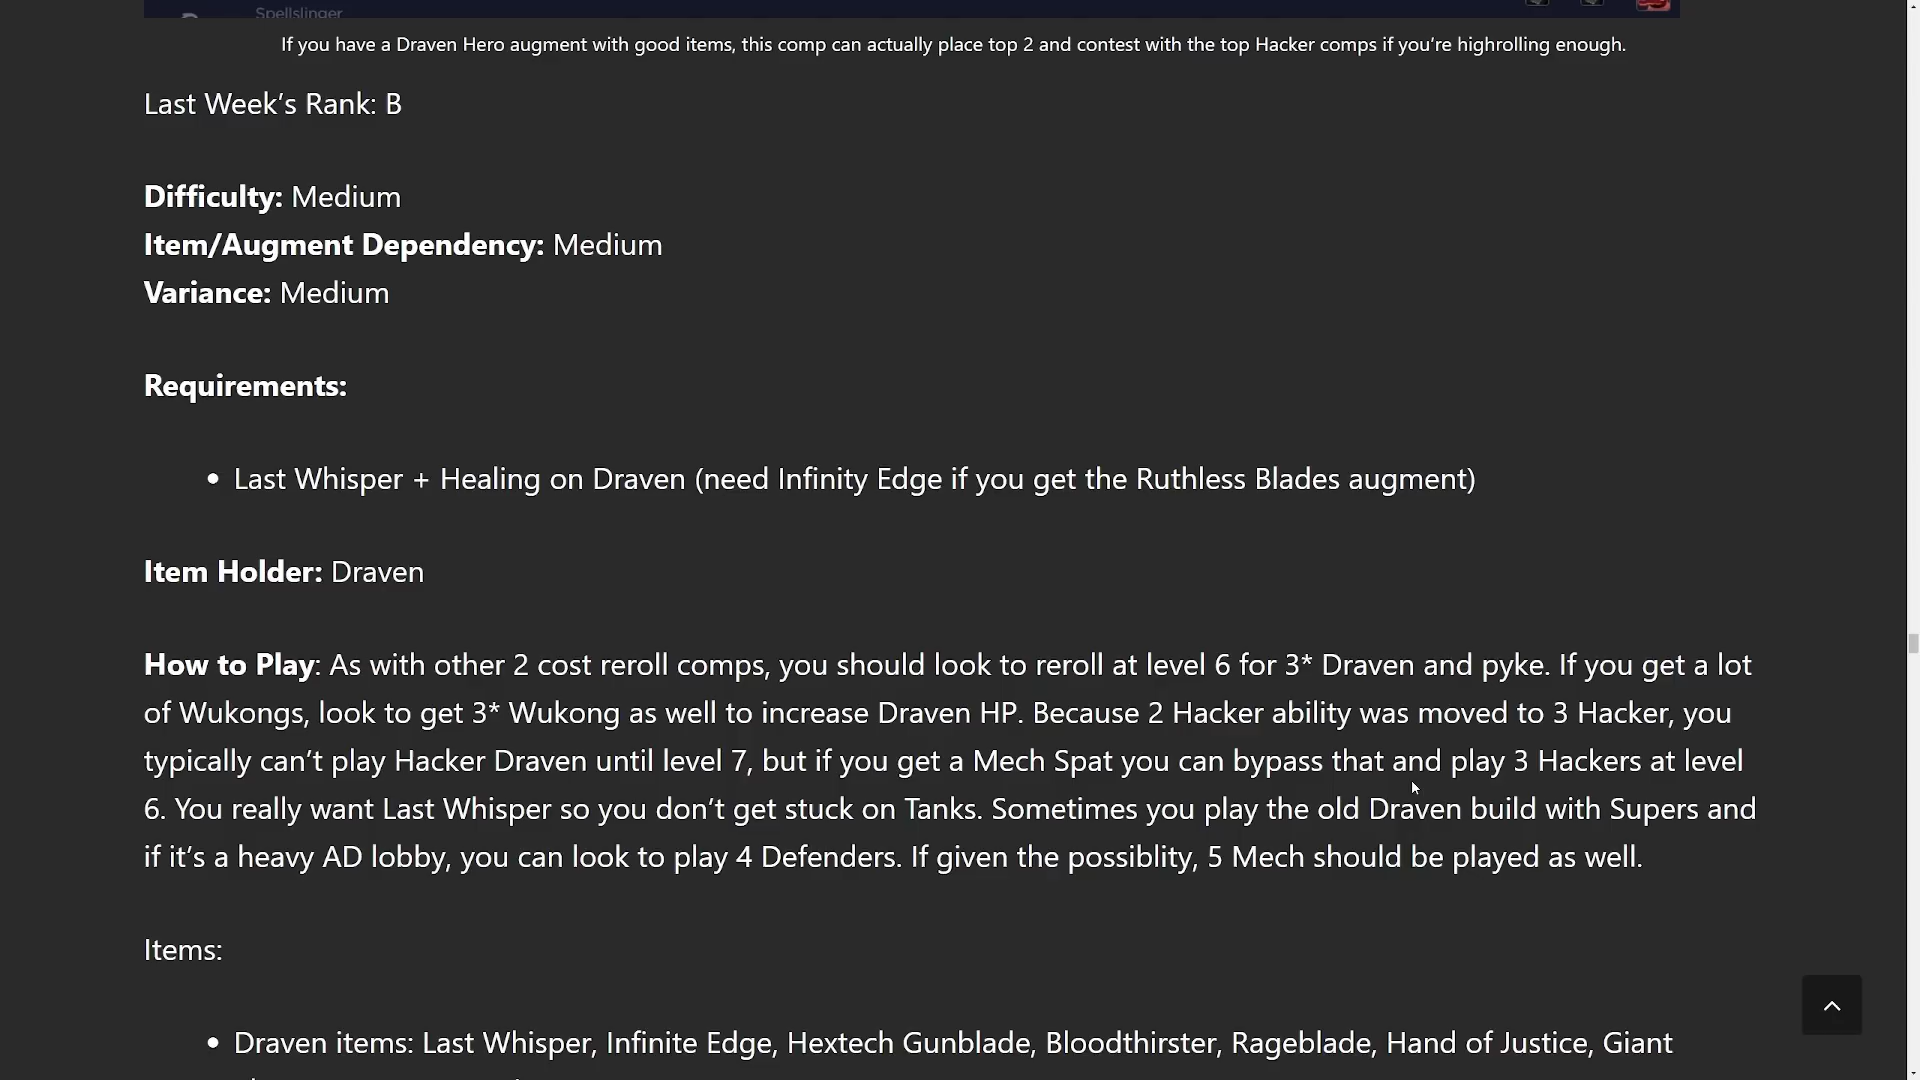 Spellslinger
If you have a Draven Hero augment with good items, this comp can actually place top 2 and contest with the top Hacker comps if you’re highrolling enough.
Last Week’s Rank: B
Difficulty: Medium
Item/Augment Dependency: Medium
Variance: Medium
Requirements:
• Last Whisper + Healing on Draven (need Infinity Edge if you get the Ruthless Blades augment)
Item Holder: Draven
How to Play: As with other 2 cost reroll comps, you should look to reroll at level 6 for 3* Draven and pyke. If you get a lot
of Wukongs, look to get 3* Wukong as well to increase Draven HP. Because 2 Hacker ability was moved to 3 Hacker, you
typically can’t play Hacker Draven until level 7, but if you get a Mech Spat you can bypass that and play 3 Hackers at level
6. You really want Last Whisper so you don’t get stuck on Tanks. Sometimes you play the old Draven build with Supers and
if it’s a heavy AD lobby, you can look to play 4 Defenders. If given the possiblity, 5 Mech should be played as well.
Items:
• Draven items: Last Whisper, Infinite Edge, Hextech Gunblade, Bloodthirster, Rageblade, Hand of Justice, Giant